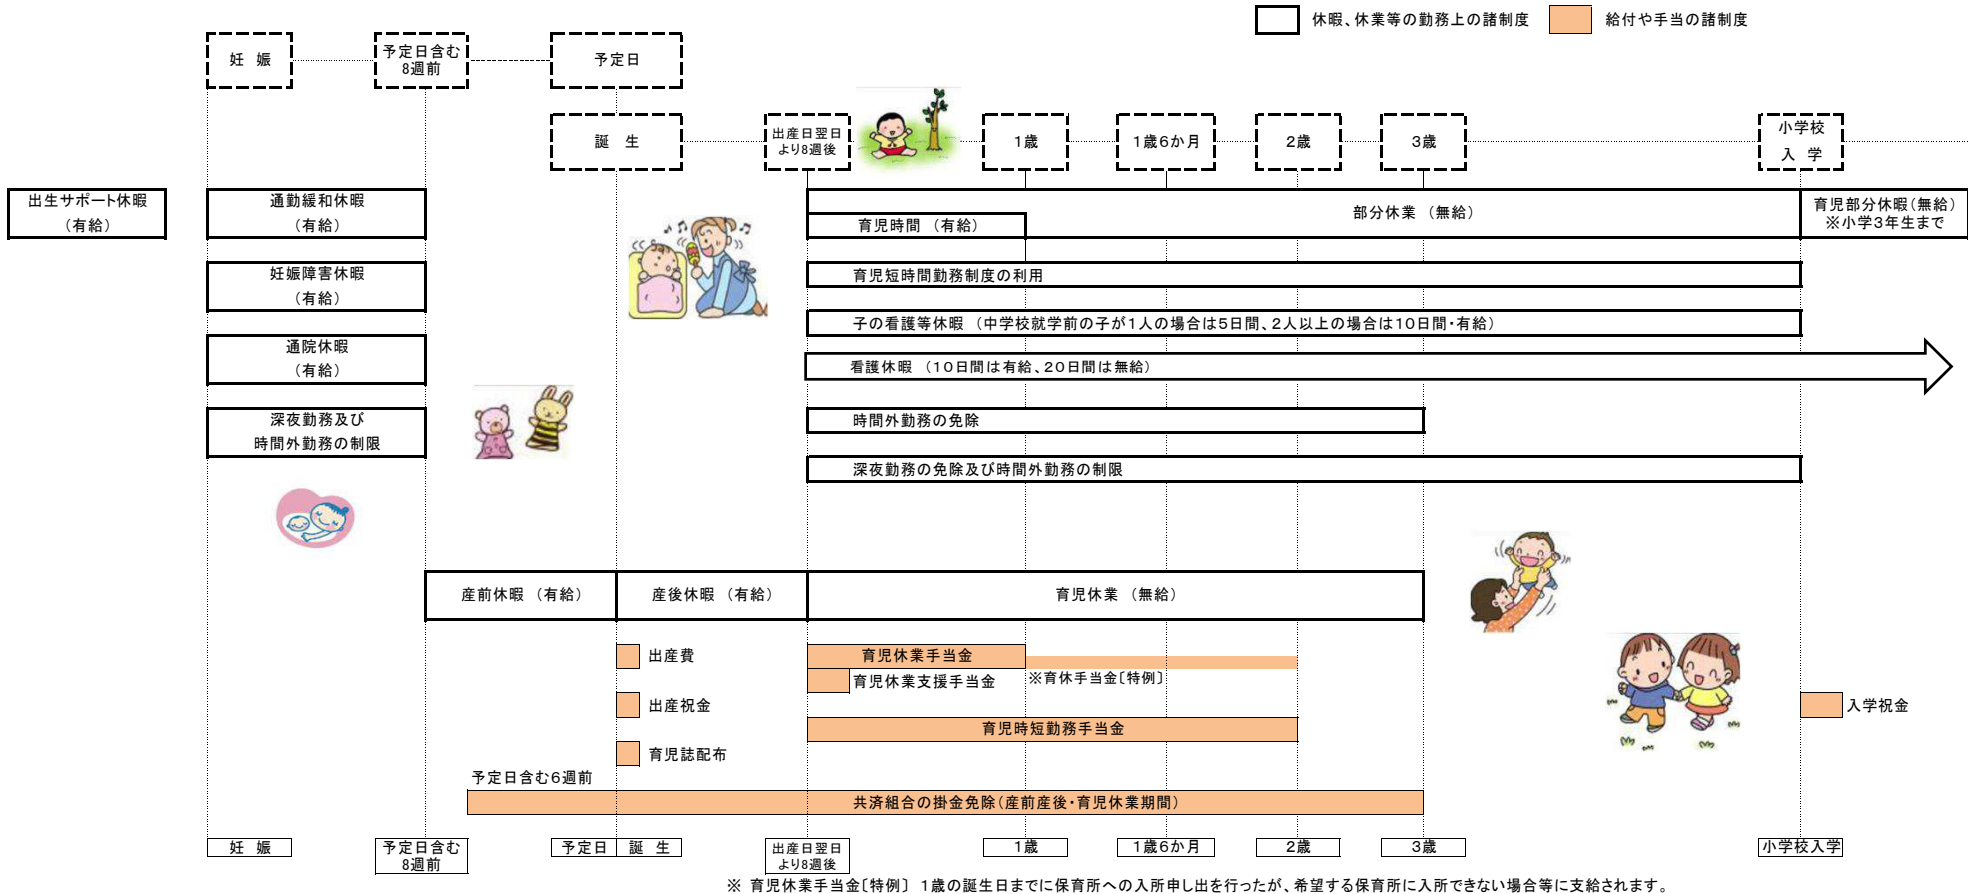 休暇、休業等の勤務上の諸制度
給付や手当の諸制度
妊 娠
予定日含む
8週前
予定日
誕 生
出産日翌日
より8週後
1歳
1歳6か月
2歳
3歳
小学校
入 学
出生サポート休暇
(有給)
通勤緩和休暇
(有給)
部分休業 (無給)
育児時間 (有給)
育児部分休暇(無給)
※小学3年生まで
妊娠障害休暇
(有給)
育児短時間勤務制度の利用
子の看護等休暇 (中学校就学前の子が1人の場合は5日間、2人以上の場合は10日間・有給)
通院休暇
(有給)
看護休暇 (10日間は有給、20日間は無給)
深夜勤務及び
時間外勤務の制限
時間外勤務の免除
深夜勤務の免除及び時間外勤務の制限
産前休暇 (有給)
産後休暇 (有給)
育児休業 (無給)
出産費
育児休業手当金
育児休業支援手当金
※育休手当金〔特例〕
出産祝金
入学祝金
育児時短勤務手当金
育児誌配布
予定日含む6週前
共済組合の掛金免除(産前産後・育児休業期間)
妊 娠
予定日含む
8週前
予定日
誕 生
出産日翌日
より8週後
1歳
1歳6か月
2歳
3歳
小学校入学
※ 育児休業手当金〔特例〕 1歳の誕生日までに保育所への入所申し出を行ったが、希望する保育所に入所できない場合等に支給されます。